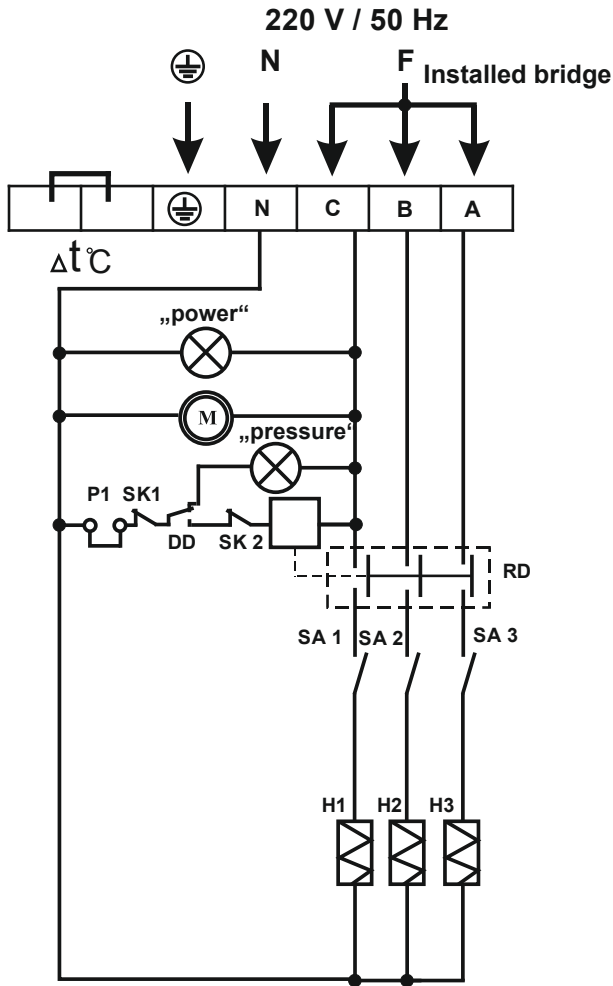 220 V / 50 Hz
N
F
Installed bridge
N C B A
Δt°C
„power“
M
„pressure“
P1 SK1
DD SK 2
RD
SA 1 SA 2 SA 3
H1 H2 H3